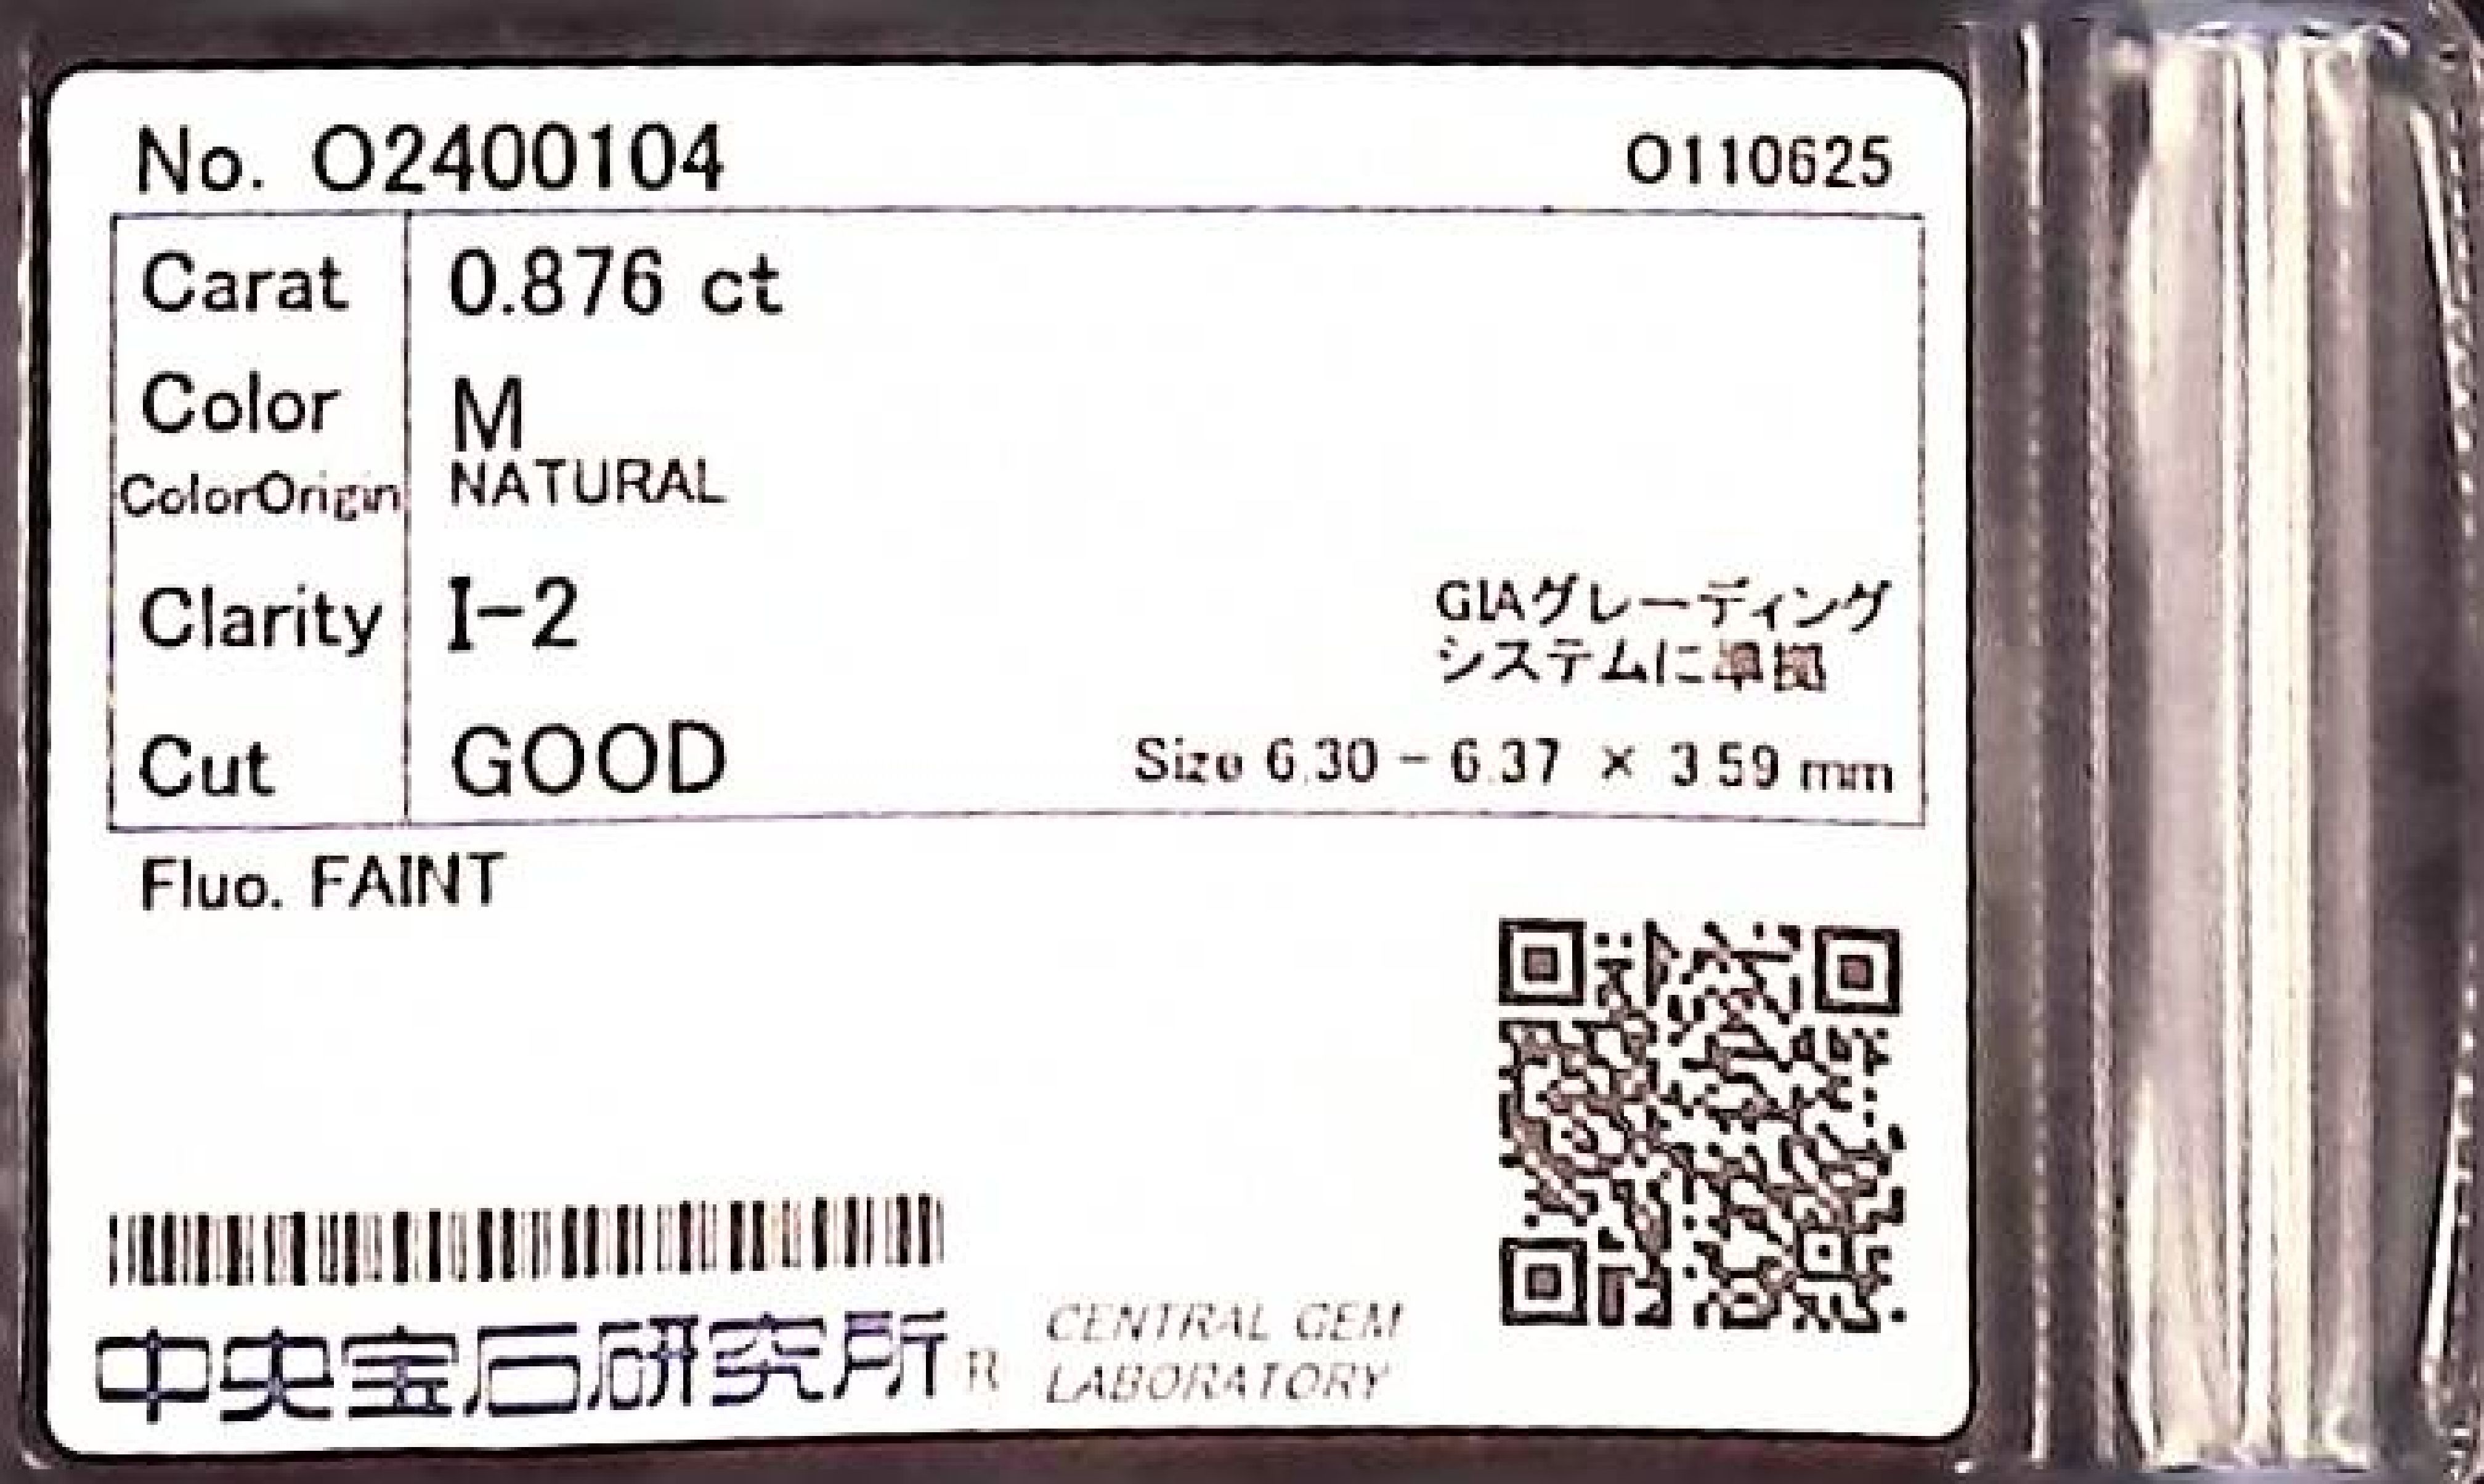 No. O2400104 O110625
Carat 0.876 ct
Color M
ColorOrigin NATURAL
Clarity I-2
GIAグレーディング
システムに準拠
Cut GOOD Size 6.30 - 6.37 × 3.59 mm
Fluo. FAINT
中央宝石研究所 R
CENTRAL GEM
LABORATORY